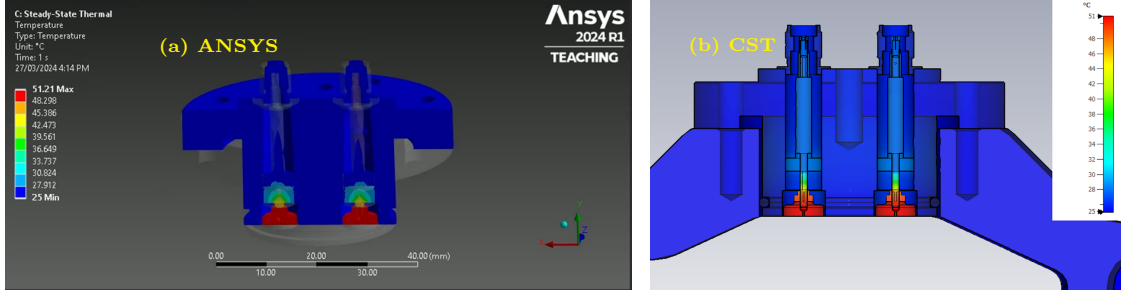 C: Steady-State Thermal
Temperature
Type: Temperature
Unit: °C
Time: 1 s
27/03/2024 4:14 PM
51.21 Max
48.298
45.386
42.473
39.561
36.649
33.737
30.824
27.912
25 Min
(a) ANSYS
Ansys
2024 R1
TEACHING
Y
X
Z
0.00
20.00
40.00 (mm)
10.00
30.00
(b) CST
°C
51
48
46
44
42
40
38
36
34
32
30
28
25